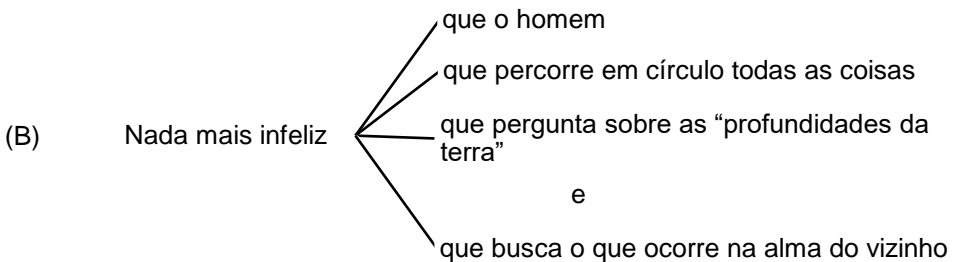 que o homem
que percorre em círculo todas as coisas
(B) Nada mais infeliz
que pergunta sobre as “profundidades da
terra”
e
que busca o que ocorre na alma do vizinho